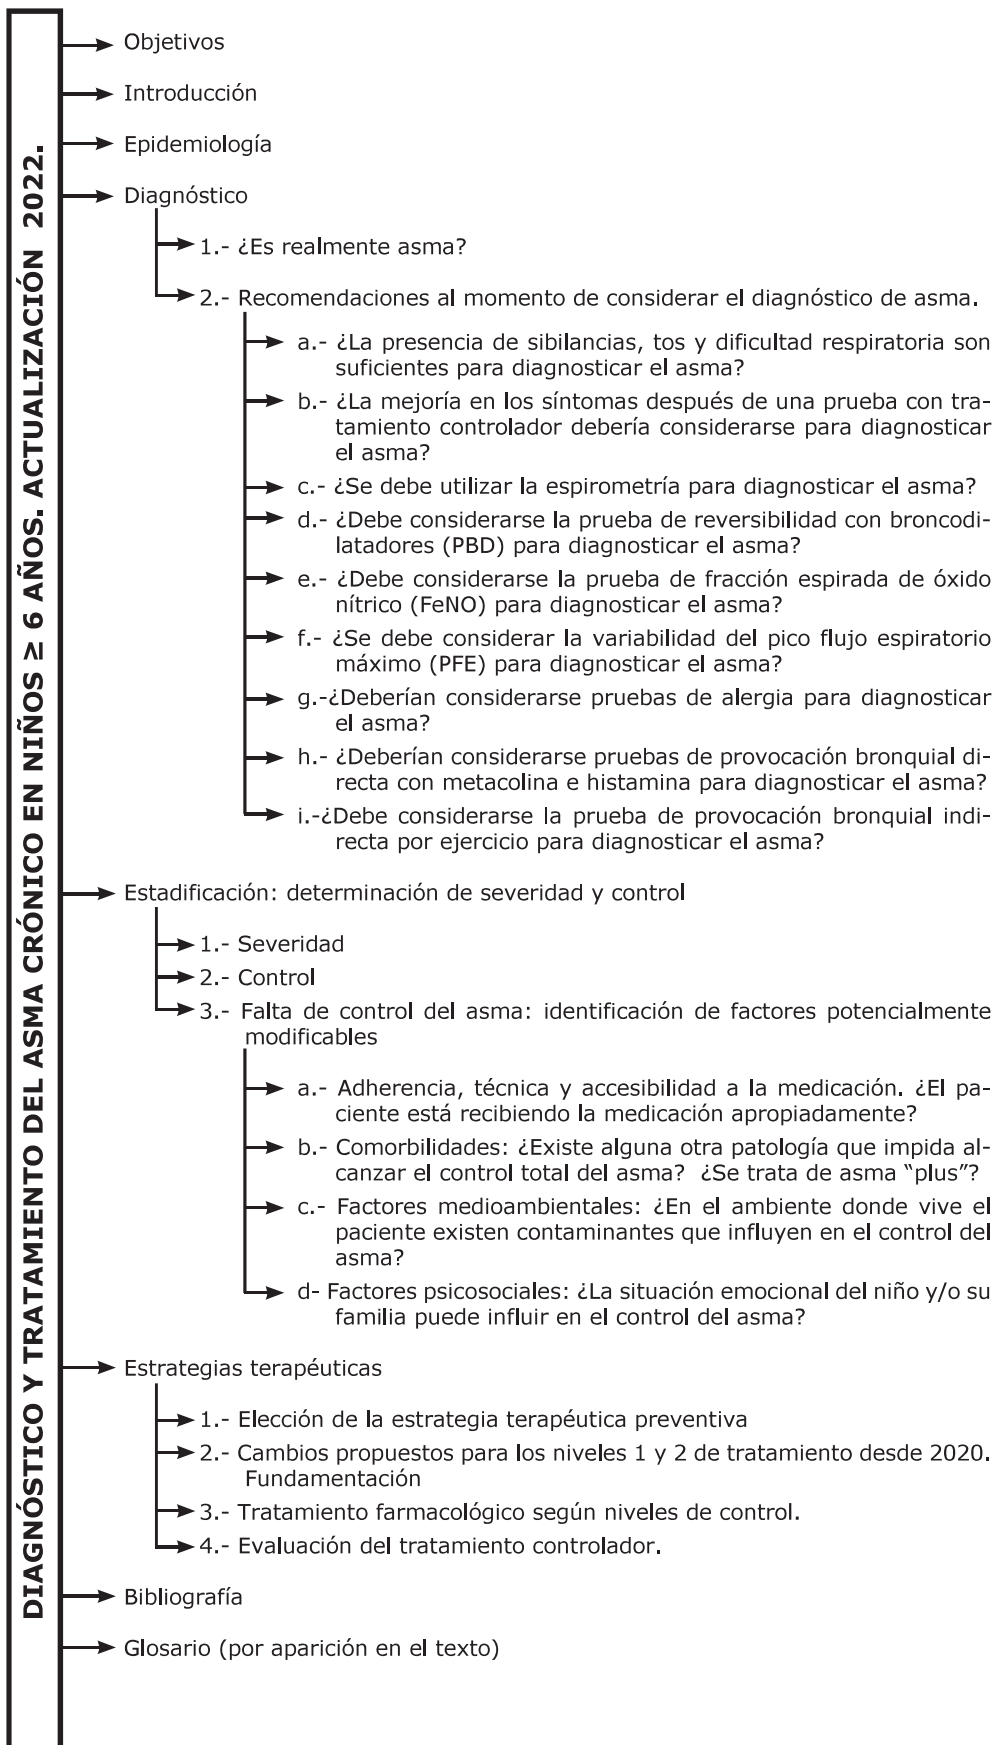 DIAGNÓSTICO Y TRATAMIENTO DEL ASMA CRÓNICO EN NIÑOS ≥ 6 AÑOS. ACTUALIZACIÓN 2022.
Objetivos
Introducción
Epidemiología
Diagnóstico
1.- ¿Es realmente asma?
2.- Recomendaciones al momento de considerar el diagnóstico de asma.
a.- ¿La presencia de sibilancias, tos y dificultad respiratoria son
suficientes para diagnosticar el asma?
b.- ¿La mejoría en los síntomas después de una prueba con tra-
tamiento controlador debería considerarse para diagnosticar
el asma?
c.- ¿Se debe utilizar la espirometría para diagnosticar el asma?
d.- ¿Debe considerarse la prueba de reversibilidad con broncodi-
latadores (PBD) para diagnosticar el asma?
e.- ¿Debe considerarse la prueba de fracción espirada de óxido
nítrico (FeNO) para diagnosticar el asma?
f.- ¿Se debe considerar la variabilidad del pico flujo espiratorio
máximo (PFE) para diagnosticar el asma?
g.-¿Deberían considerarse pruebas de alergia para diagnosticar
el asma?
h.- ¿Deberían considerarse pruebas de provocación bronquial di-
recta con metacolina e histamina para diagnosticar el asma?
i.-¿Debe considerarse la prueba de provocación bronquial indi-
recta por ejercicio para diagnosticar el asma?
Estadificación: determinación de severidad y control
1.- Severidad
2.- Control
3.- Falta de control del asma: identificación de factores potencialmente
modificables
a.- Adherencia, técnica y accesibilidad a la medicación. ¿El pa-
ciente está recibiendo la medicación apropiadamente?
b.- Comorbilidades: ¿Existe alguna otra patología que impida al-
canzar el control total del asma? ¿Se trata de asma "plus"?
c.- Factores medioambientales: ¿En el ambiente donde vive el
paciente existen contaminantes que influyen en el control del
asma?
d- Factores psicosociales: ¿La situación emocional del niño y/o su
familia puede influir en el control del asma?
Estrategias terapéuticas
1.- Elección de la estrategia terapéutica preventiva
2.- Cambios propuestos para los niveles 1 y 2 de tratamiento desde 2020.
Fundamentación
3.- Tratamiento farmacológico según niveles de control.
4.- Evaluación del tratamiento controlador.
Bibliografía
Glosario (por aparición en el texto)